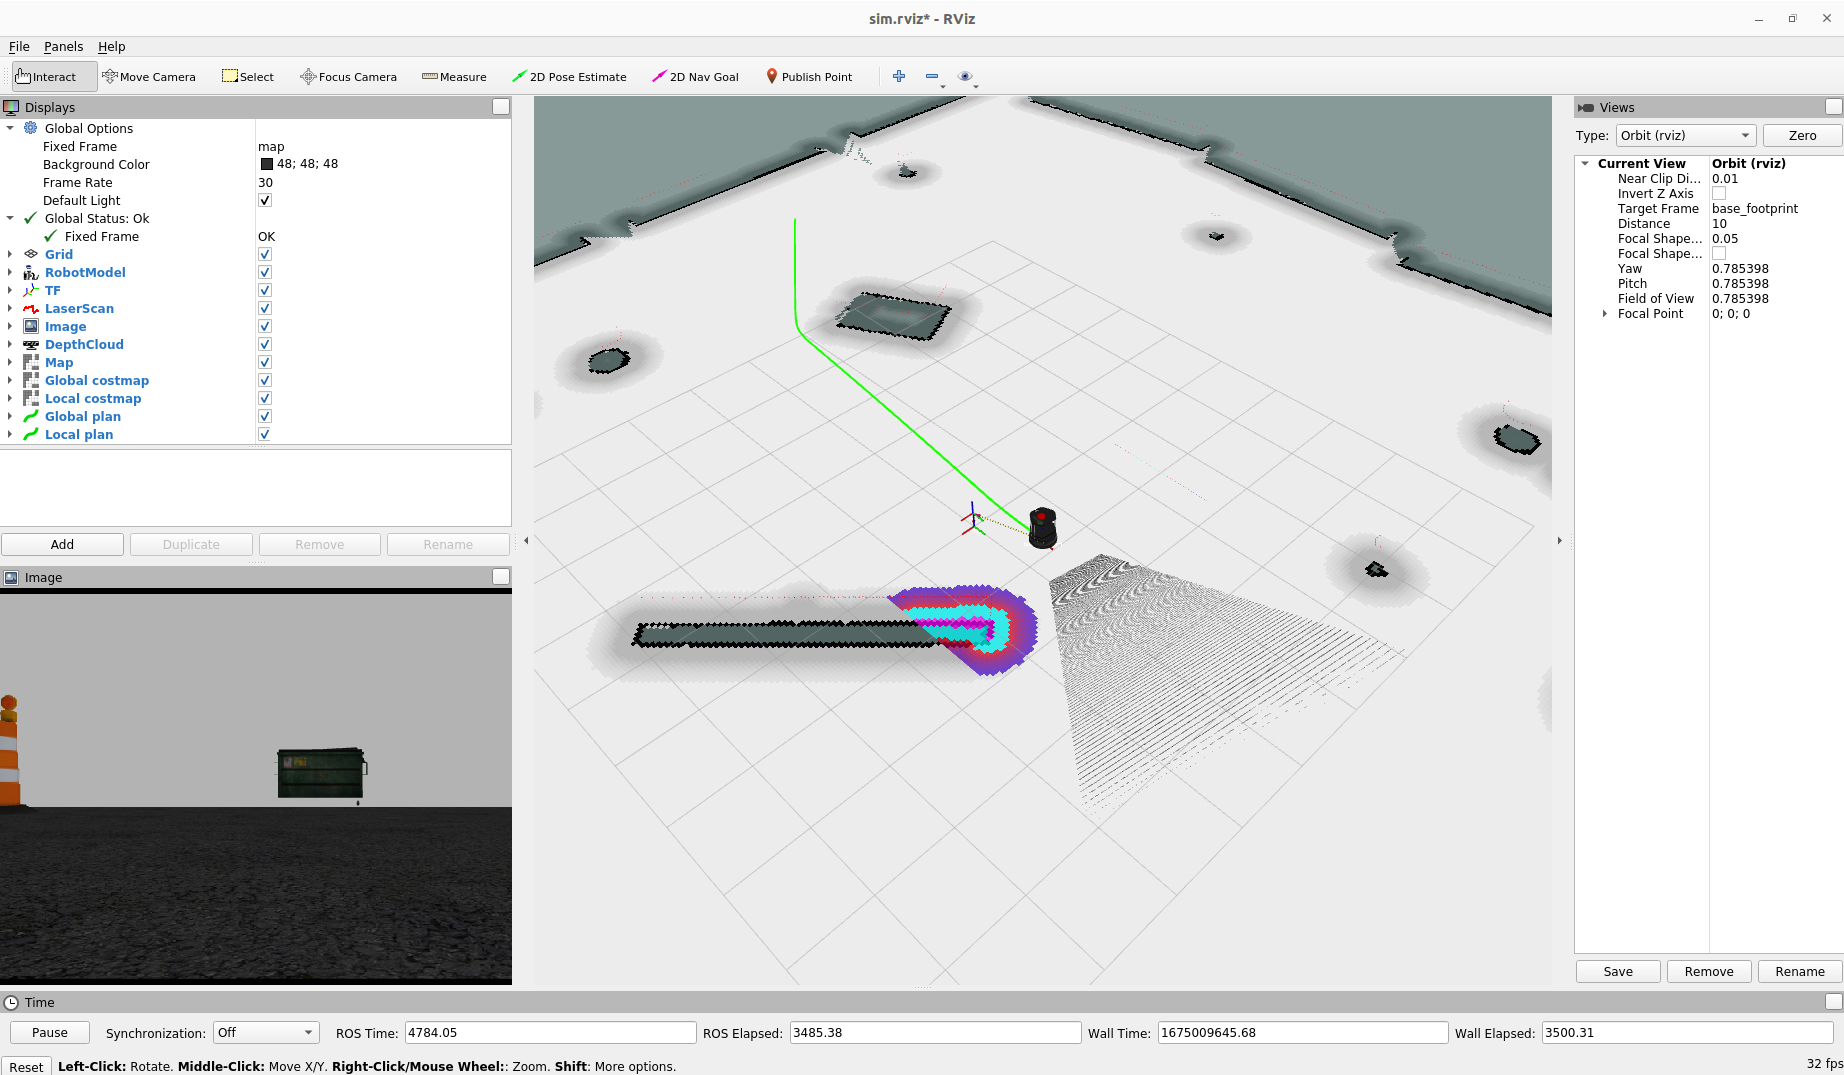 sim.rviz* - RViz
File Panels Help
Interact Move Camera Select Focus Camera Measure 2D Pose Estimate 2D Nav Goal Publish Point
Displays
Global Options
Fixed Frame map
Background Color 48; 48; 48
Frame Rate 30
Default Light
Global Status: Ok
Fixed Frame OK
Grid
RobotModel
TF
LaserScan
Image
DepthCloud
Map
Global costmap
Local costmap
Global plan
Local plan
Add Duplicate Remove Rename
Image
Views
Type: Orbit (rviz) Zero
Current View Orbit (rviz)
Near Clip Di... 0.01
Invert Z Axis
Target Frame base_footprint
Distance 10
Focal Shape... 0.05
Focal Shape...
Yaw 0.785398
Pitch 0.785398
Field of View 0.785398
Focal Point 0; 0; 0
Save Remove Rename
Time
Pause Synchronization: Off ROS Time: 4784.05 ROS Elapsed: 3485.38 Wall Time: 1675009645.68 Wall Elapsed: 3500.31
Reset Left-Click: Rotate. Middle-Click: Move X/Y. Right-Click/Mouse Wheel:: Zoom. Shift: More options. 32 fps